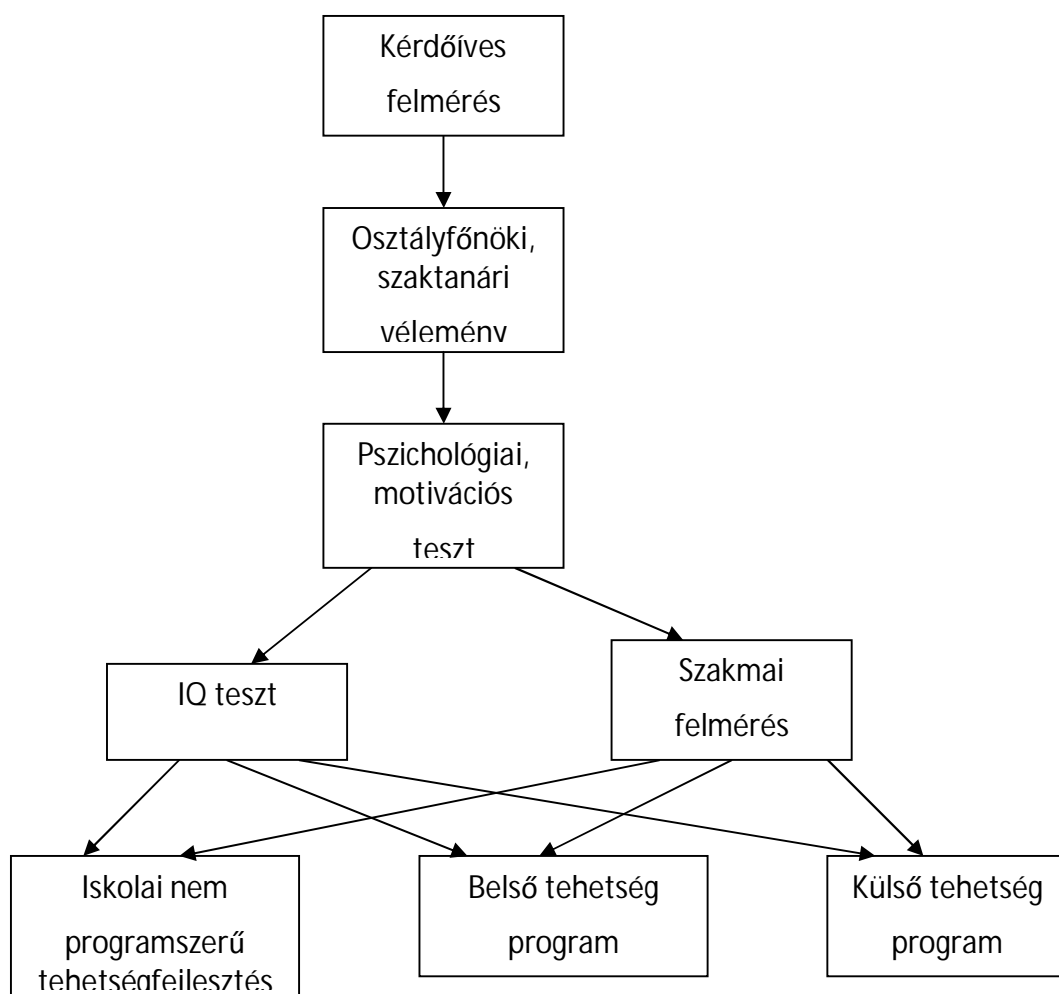 Kérdőíves
felmérés
Osztályfőnöki,
szaktanári
vélemény
Pszichológiai,
motivációs
teszt
IQ teszt
Szakmai
felmérés
Iskolai nem
programszerű
tehetségfejlesztés
Belső tehetség
program
Külső tehetség
program